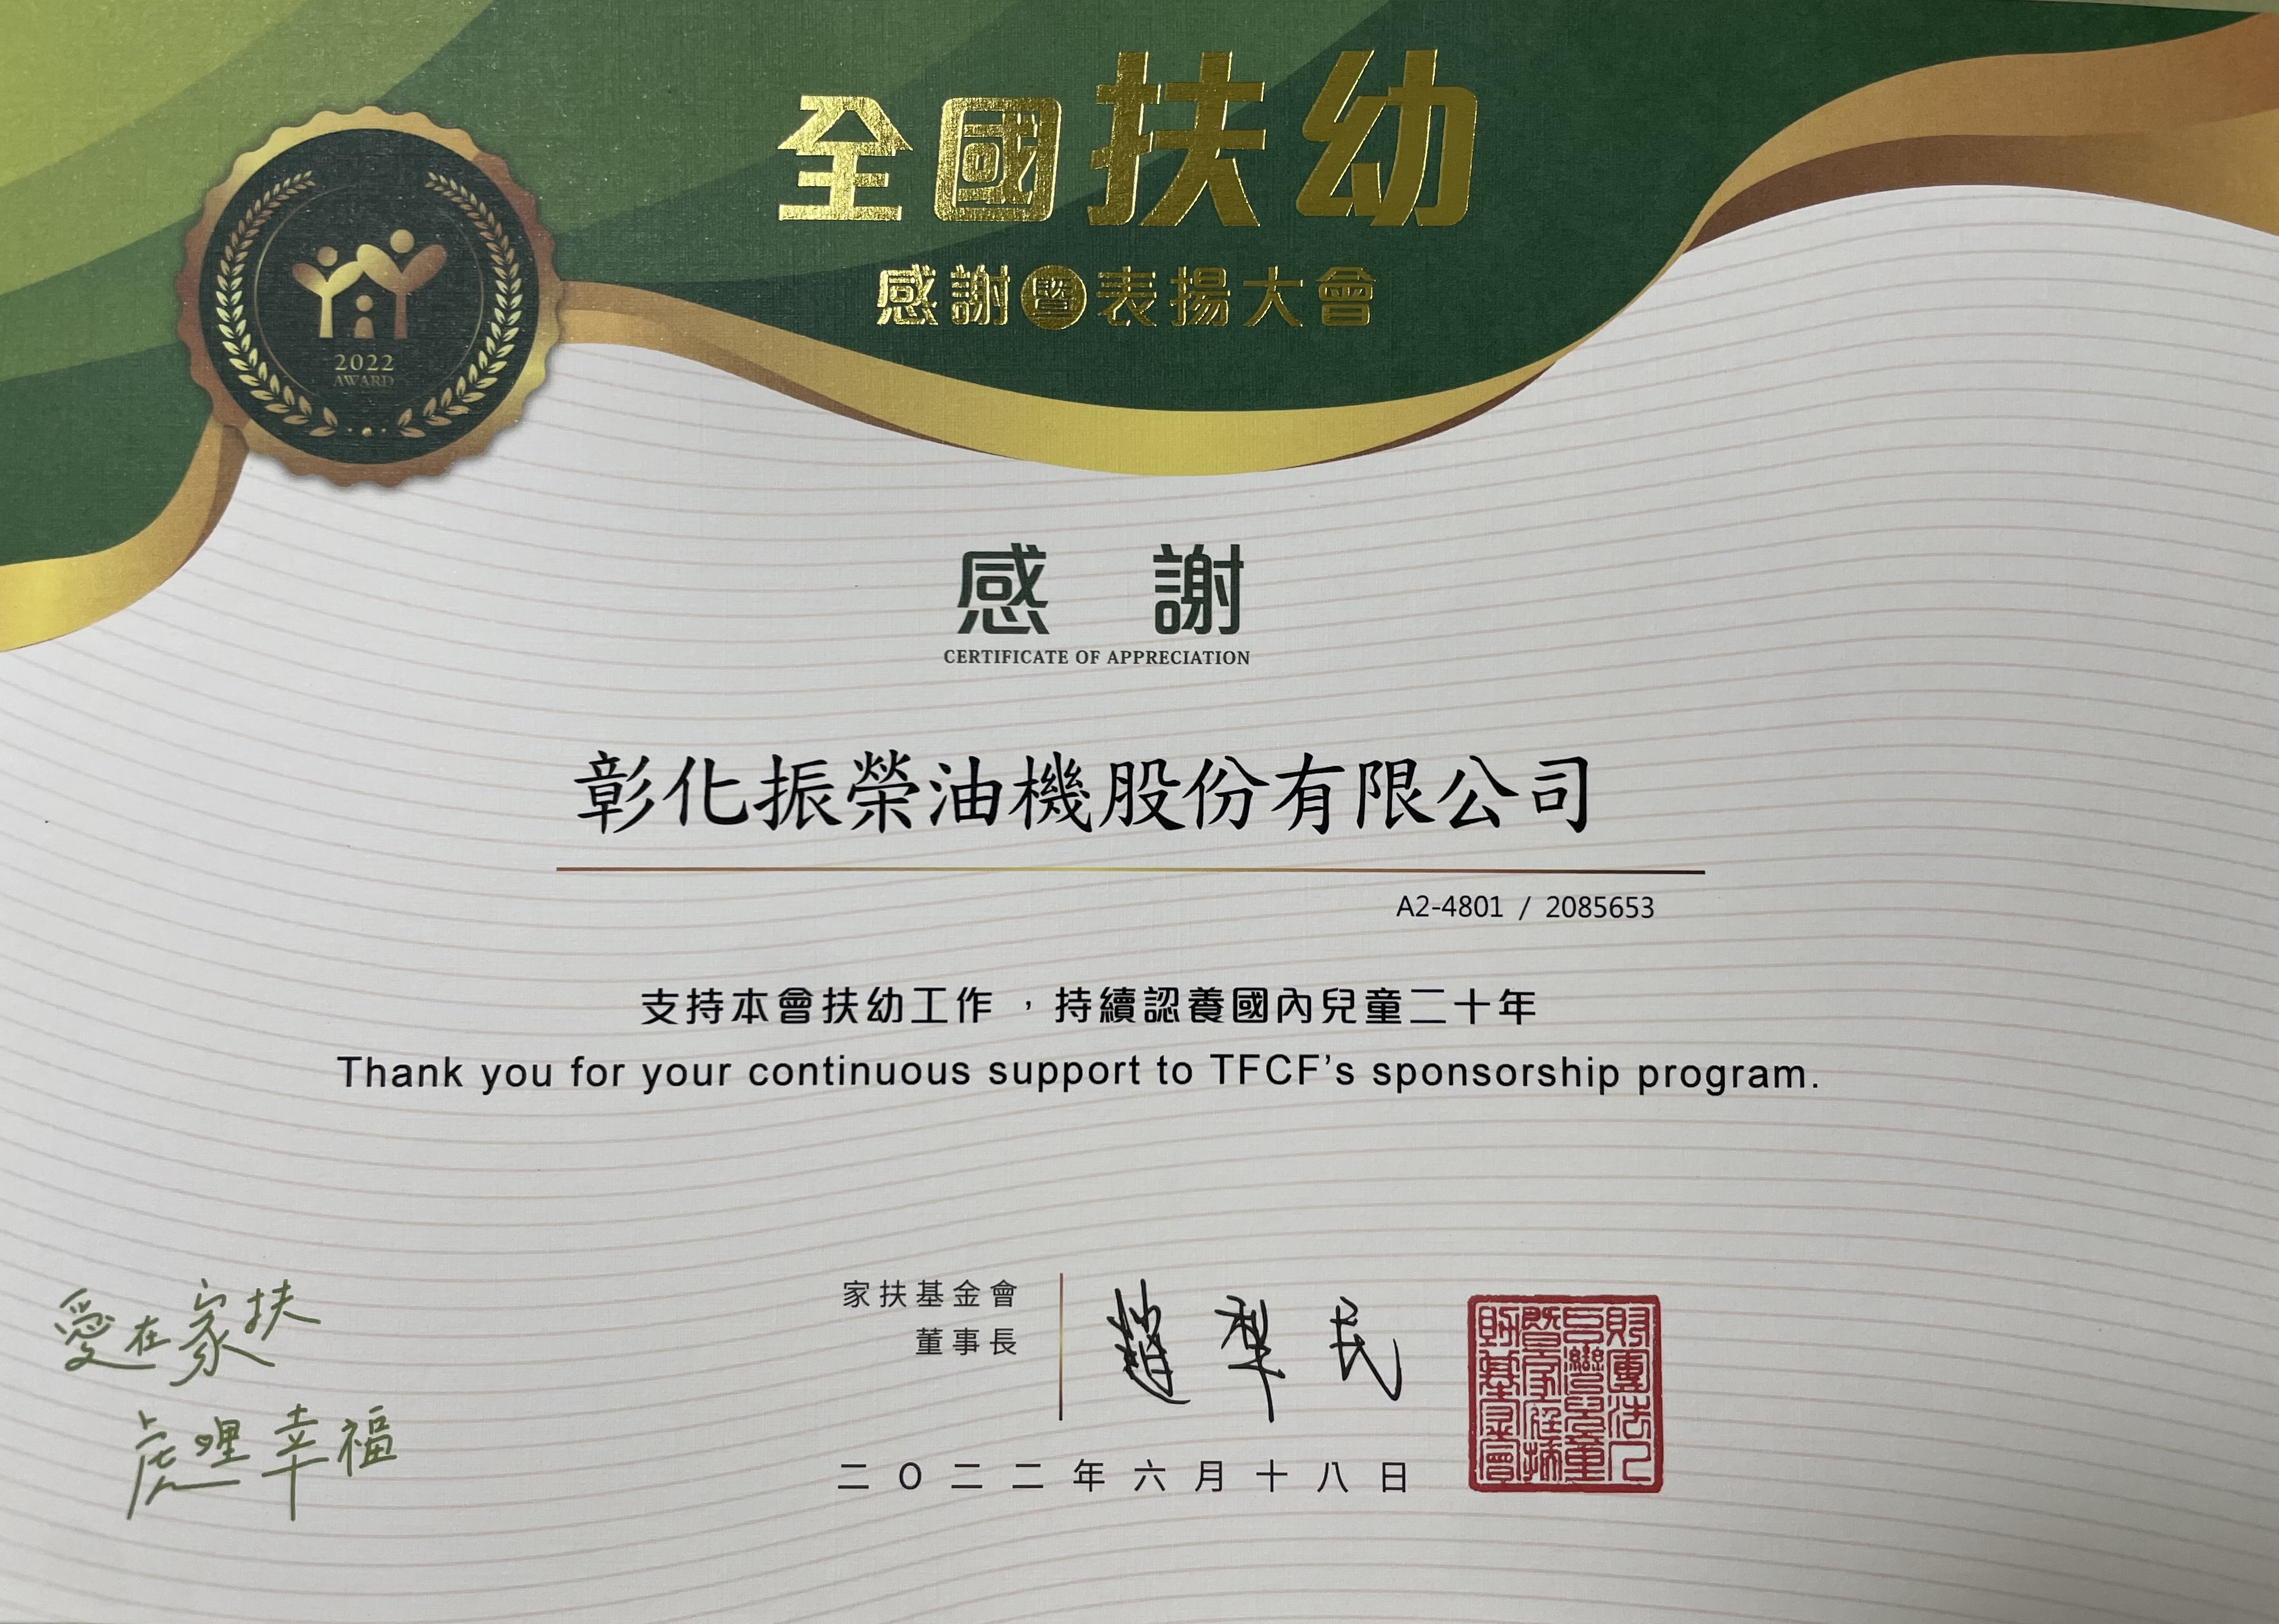 全國扶幼
感謝暨表揚大會
2022
AWARD
感謝
CERTIFICATE OF APPRECIATION
彰化振榮油機股份有限公司
A2-4801 / 2085653
支持本會扶幼工作，持續認養國內兒童二十年
Thank you for your continuous support to TFCF's sponsorship program.
愛在家扶
虎哩幸福
家扶基金會
董事長
二〇二二年六月十八日